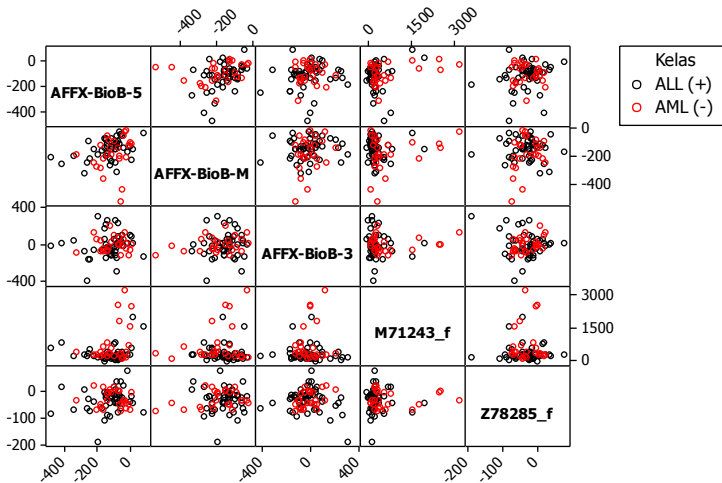 -400 0 0 1500 3000
0
-200
-400
AFFX-BioB-5
Kelas
ALL (+)
AML (-)
AFFX-BioB-M
0
-200
-400
400
0
-400
AFFX-BioB-3
M71243_f
3000
1500
0
0
-100
-200
Z78285_f
-400 -200 0
-400 0 400
-200 -100 0